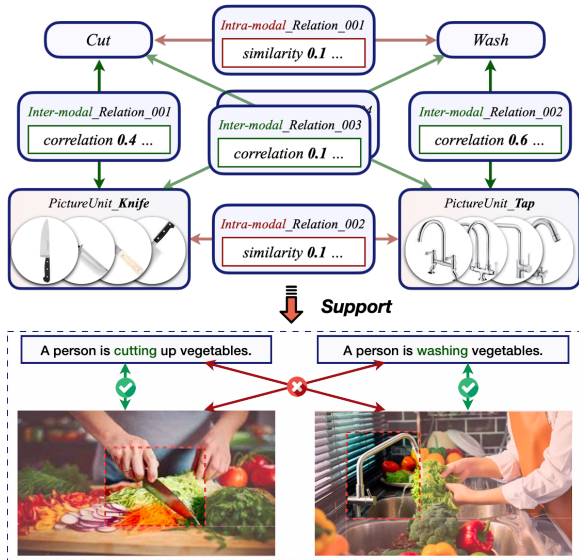 Intra-modal_Relation_001
similarity 0.1 ...
Cut
Wash
Inter-modal_Relation_001
correlation 0.4 ...
Inter-modal_Relation_003
correlation 0.1 ...
Inter-modal_Relation_002
correlation 0.6 ...
PictureUnit_Knife
Intra-modal_Relation_002
similarity 0.1 ...
PictureUnit_Tap
Support
A person is cutting up vegetables.
A person is washing vegetables.